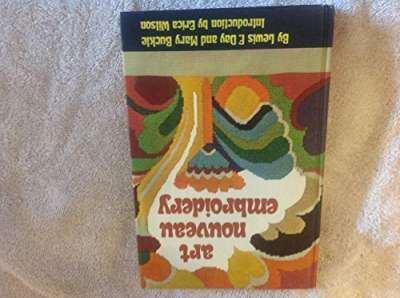 art
nouveau
embroidery
By Lewis F. Day and Mary Buckle
Introduction by Erica Wilson